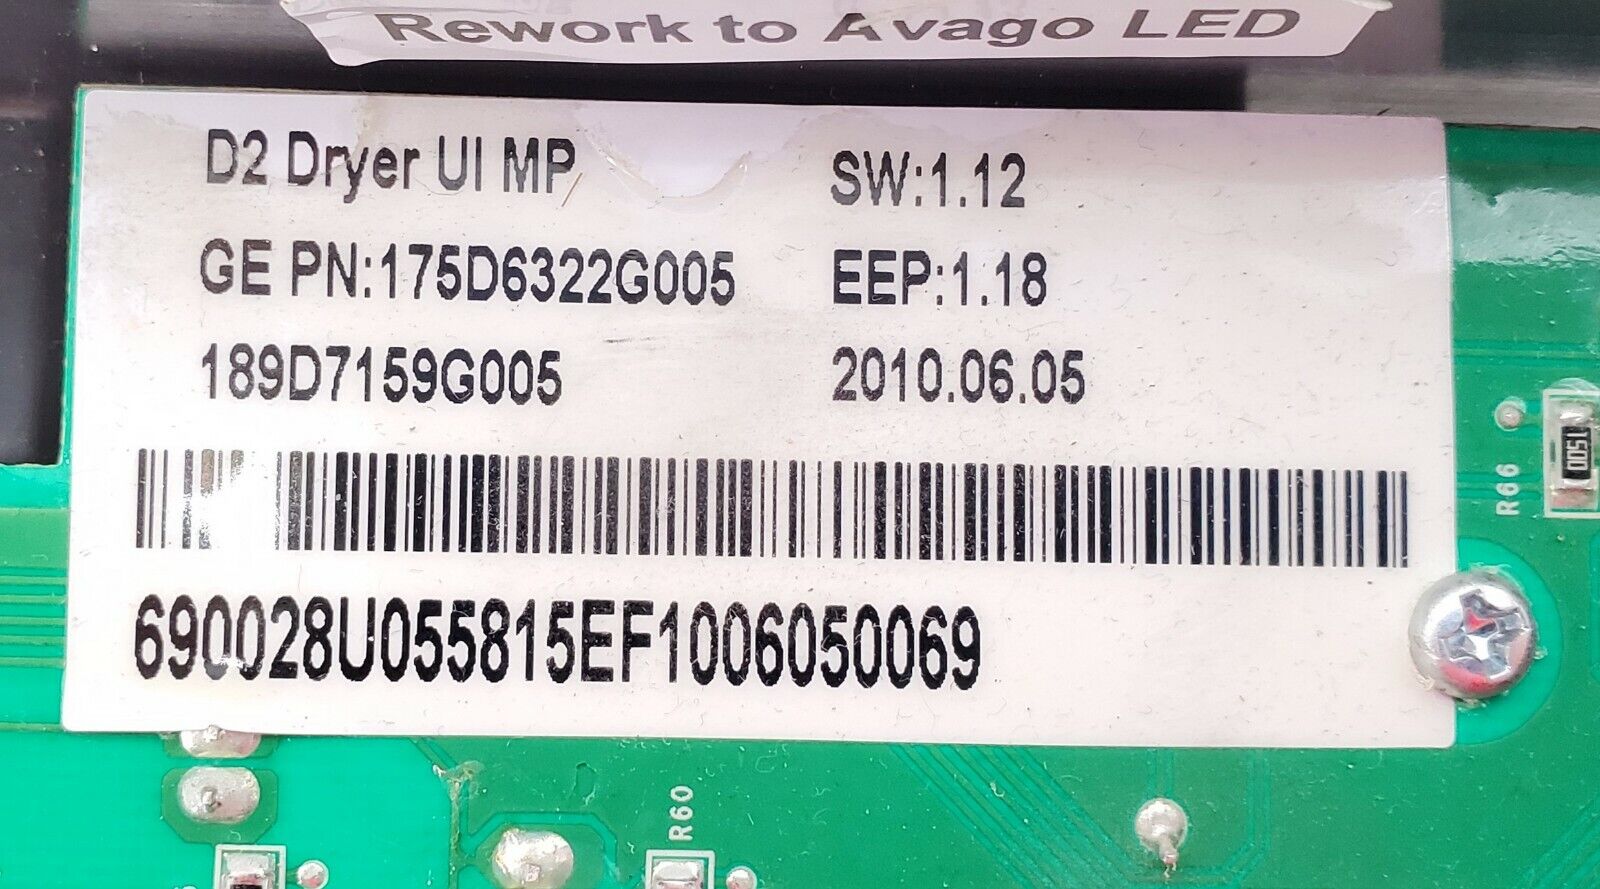 Rework to Avago LED
D2 Dryer UI MP
SW:1.12
GE PN:175D6322G005
EEP:1.18
189D7159G005
2010.06.05
690028U055815EF1006050069
1500
R66
R60